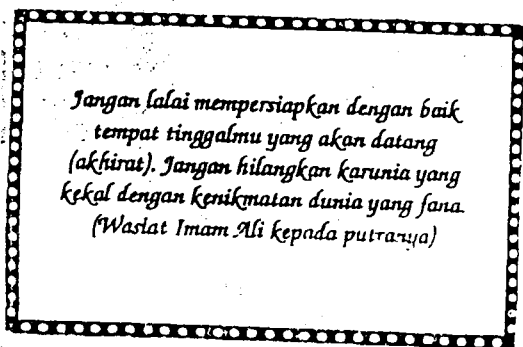 Jangan lalai mempersiapkan dengan baik
tempat tinggalmu yang akan datang
(akhirat). Jangan hilangkan karunia yang
kekal dengan kenikmatan dunia yang fana.
(Wasiat Imam Ali kepada putranya)